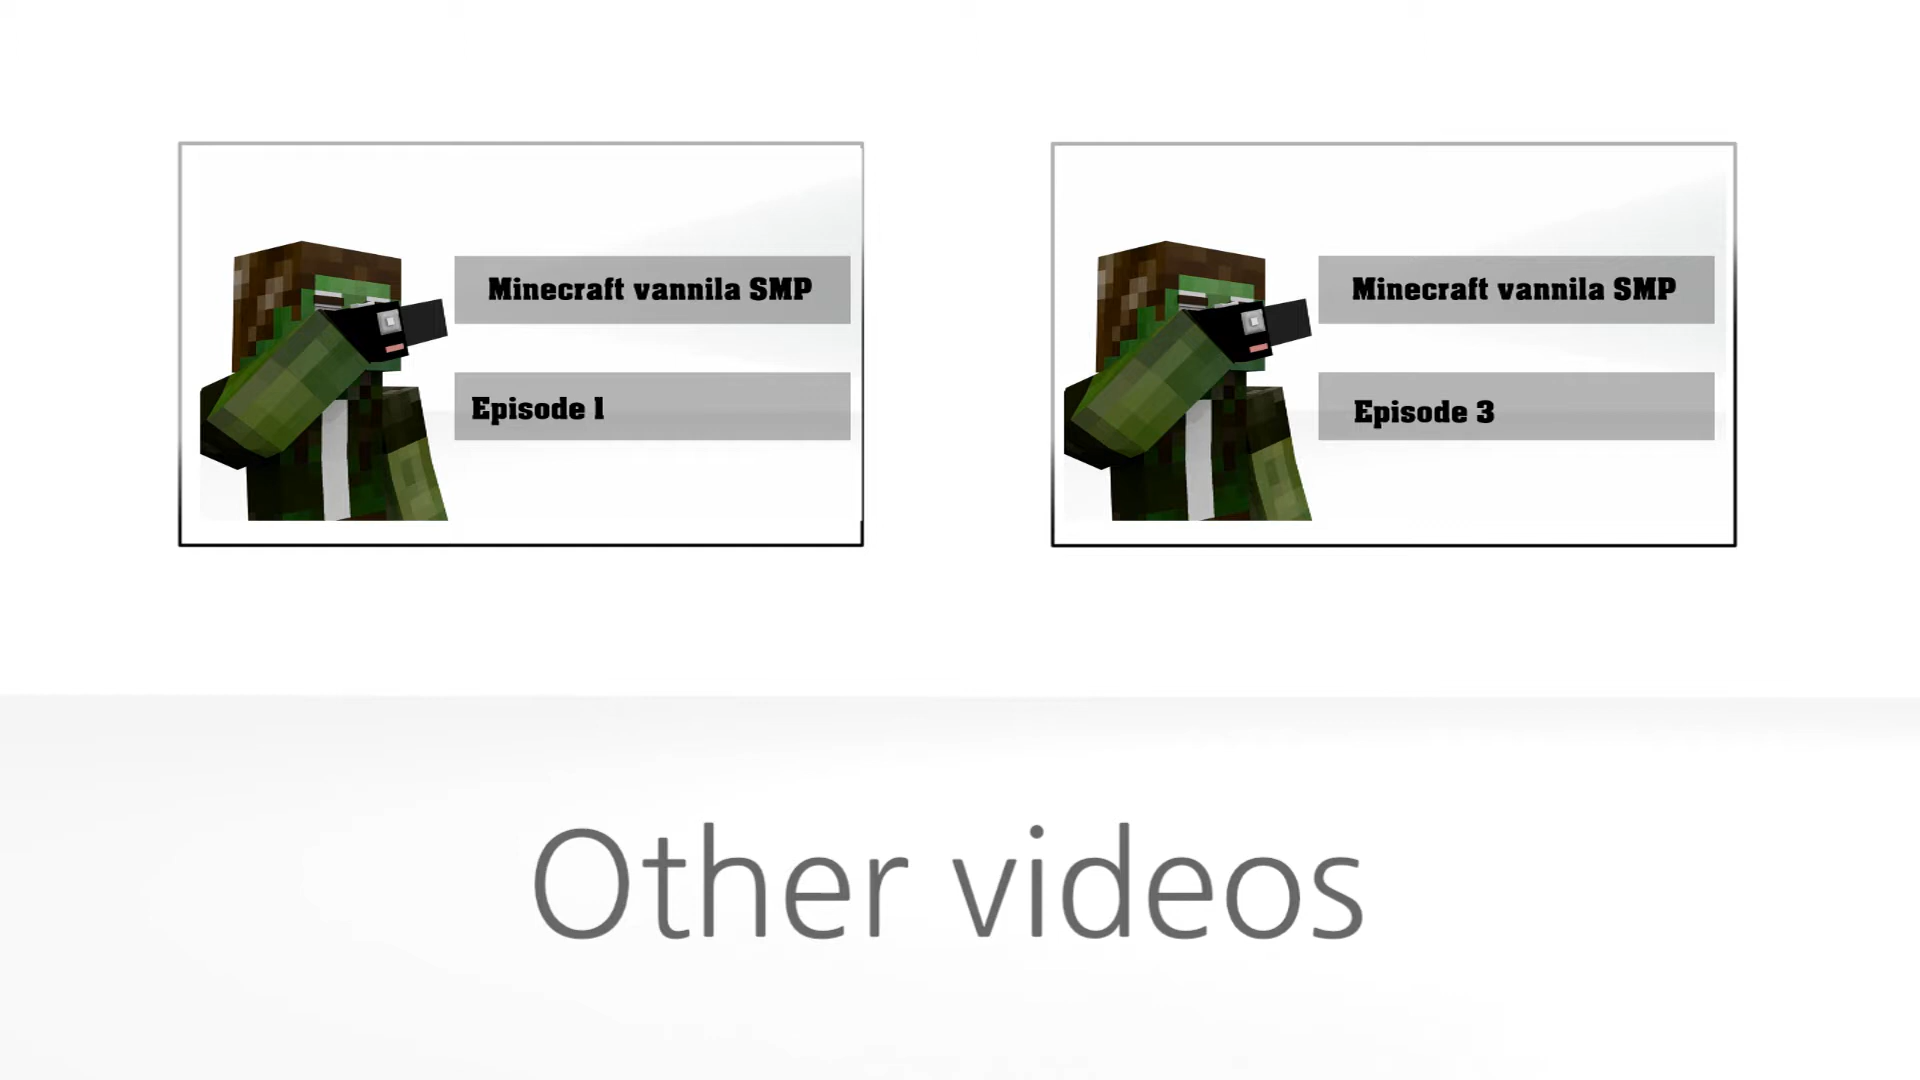 Minecraft vannila SMP
Episode 1
Minecraft vannila SMP
Episode 3
Other videos